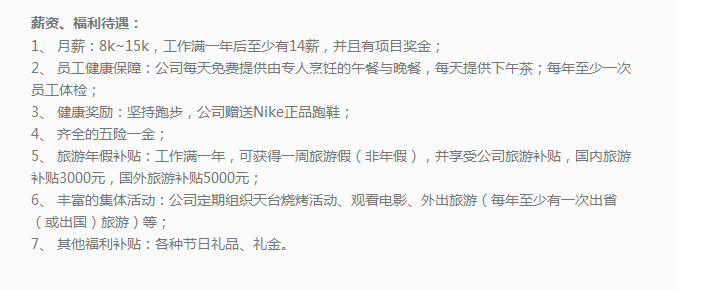 薪资、福利待遇：
1、 月薪：8k~15k，工作满一年后至少有14薪，并且有项目奖金；
2、 员工健康保障：公司每天免费提供由专人烹饪的午餐与晚餐，每天提供下午茶；每年至少一次
员工体检；
3、 健康奖励：坚持跑步，公司赠送Nike正品跑鞋；
4、 齐全的五险一金；
5、 旅游年假补贴：工作满一年，可获得一周旅游假（非年假），并享受公司旅游补贴，国内旅游
补贴3000元，国外旅游补贴5000元；
6、 丰富的集体活动：公司定期组织天台烧烤活动、观看电影、外出旅游（每年至少有一次出省
（或出国）旅游）等；
7、 其他福利补贴：各种节日礼品、礼金。